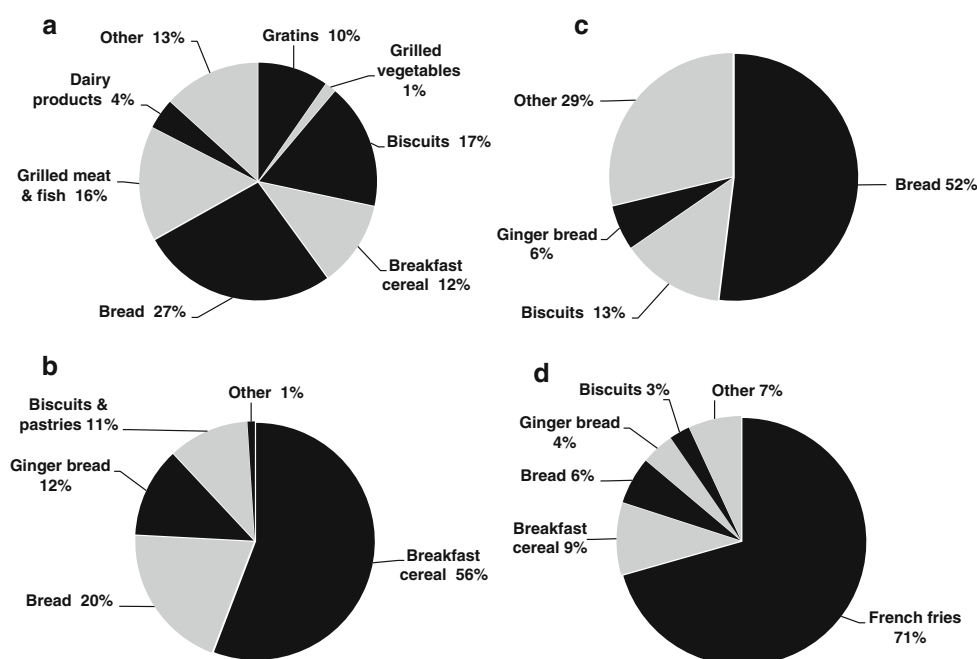 a
Other 13%
Gratins 10%
Grilled
vegetables
1%
Dairy
products 4%
Biscuits 17%
Grilled meat
& fish 16%
Breakfast
cereal 12%
Bread 27%
c
Other 29%
Bread 52%
Ginger bread
6%
Biscuits 13%
b
Other 1%
Biscuits &
pastries 11%
Ginger bread
12%
Breakfast
cereal 56%
Bread 20%
d
Biscuits 3%
Other 7%
Ginger bread
4%
Bread 6%
Breakfast
cereal 9%
French fries
71%